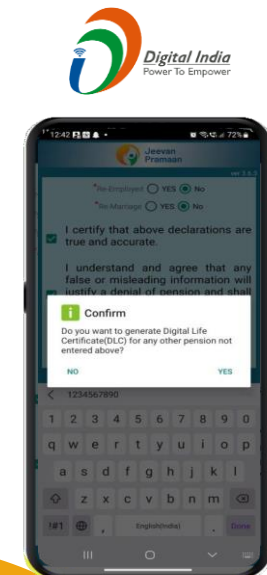 Digital India
Power To Empower
12:42
72%
Jeevan
Pramaan
ver 3.6.3
*Re-Employed YES No
*Re-Marriage YES No
I certify that above declarations are
true and accurate.
I understand and agree that any
false or misleading information will
justify a denial of pension and shall
Confirm
Do you want to generate Digital Life
Certificate(DLC) for any other pension not
entered above?
NO YES
1234567890
1 2 3 4 5 6 7 8 9 0
q w e r t y u i o p
a s d f g h j k l
z x c v b n m
!#1 , English(India) . Done